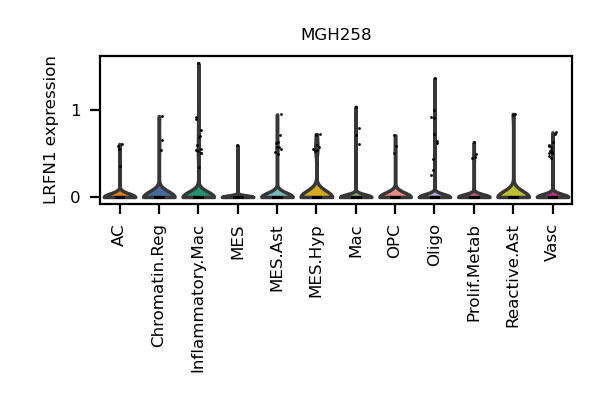 MGH258
LRFN1 expression
1
0
AC
Chromatin.Reg
Inflammatory.Mac
MES
MES.Ast
MES.Hyp
Mac
OPC
Oligo
Prolif.Metab
Reactive.Ast
Vasc